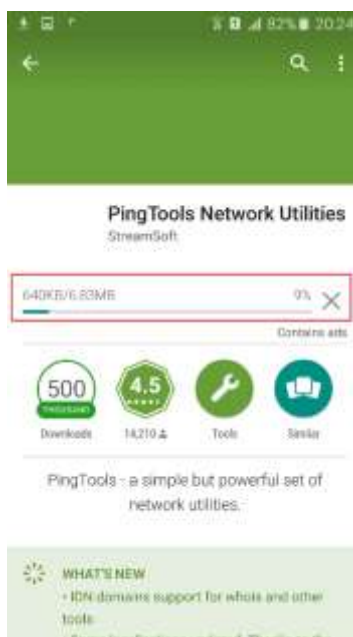 82% 20:24
PingTools Network Utilities
StreamSoft
640KB/6.83MB 9%
Contains ads
500
THOUSAND
4.5
Downloads 14,210 Tools Similar
PingTools - a simple but powerful set of
network utilities.
WHAT'S NEW
- IDN domains support for whois and other
tools